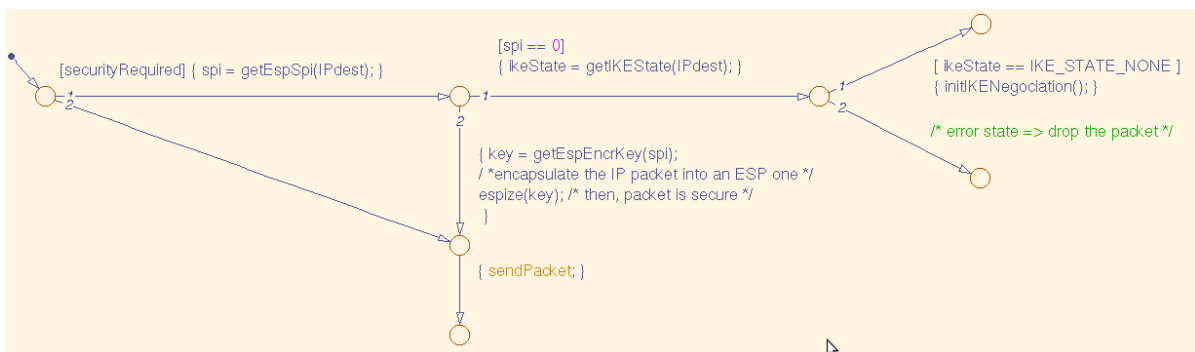 [spi == 0]
[securityRequired] { spi = getEspSpi(IPdest); }
{ ikeState = getIKEState(IPdest); }
[ ikeState == IKE_STATE_NONE ]
{ initIKENegociation(); }
1
2
1
2
1
2
/* error state => drop the packet */
{ key = getEspEncrKey(spi);
/ *encapsulate the IP packet into an ESP one */
espize(key); /* then, packet is secure */
}
{ sendPacket; }